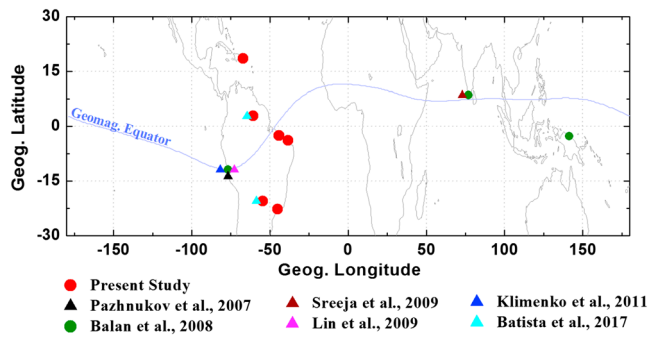 30
15
0
-15
-30
Geog. Latitude
Geomag. Equator
-150 -100 -50 0 50 100 150
Geog. Longitude
Present Study
Pazhnukov et al., 2007 Sreeja et al., 2009 Klimenko et al., 2011
Balan et al., 2008 Lin et al., 2009 Batista et al., 2017